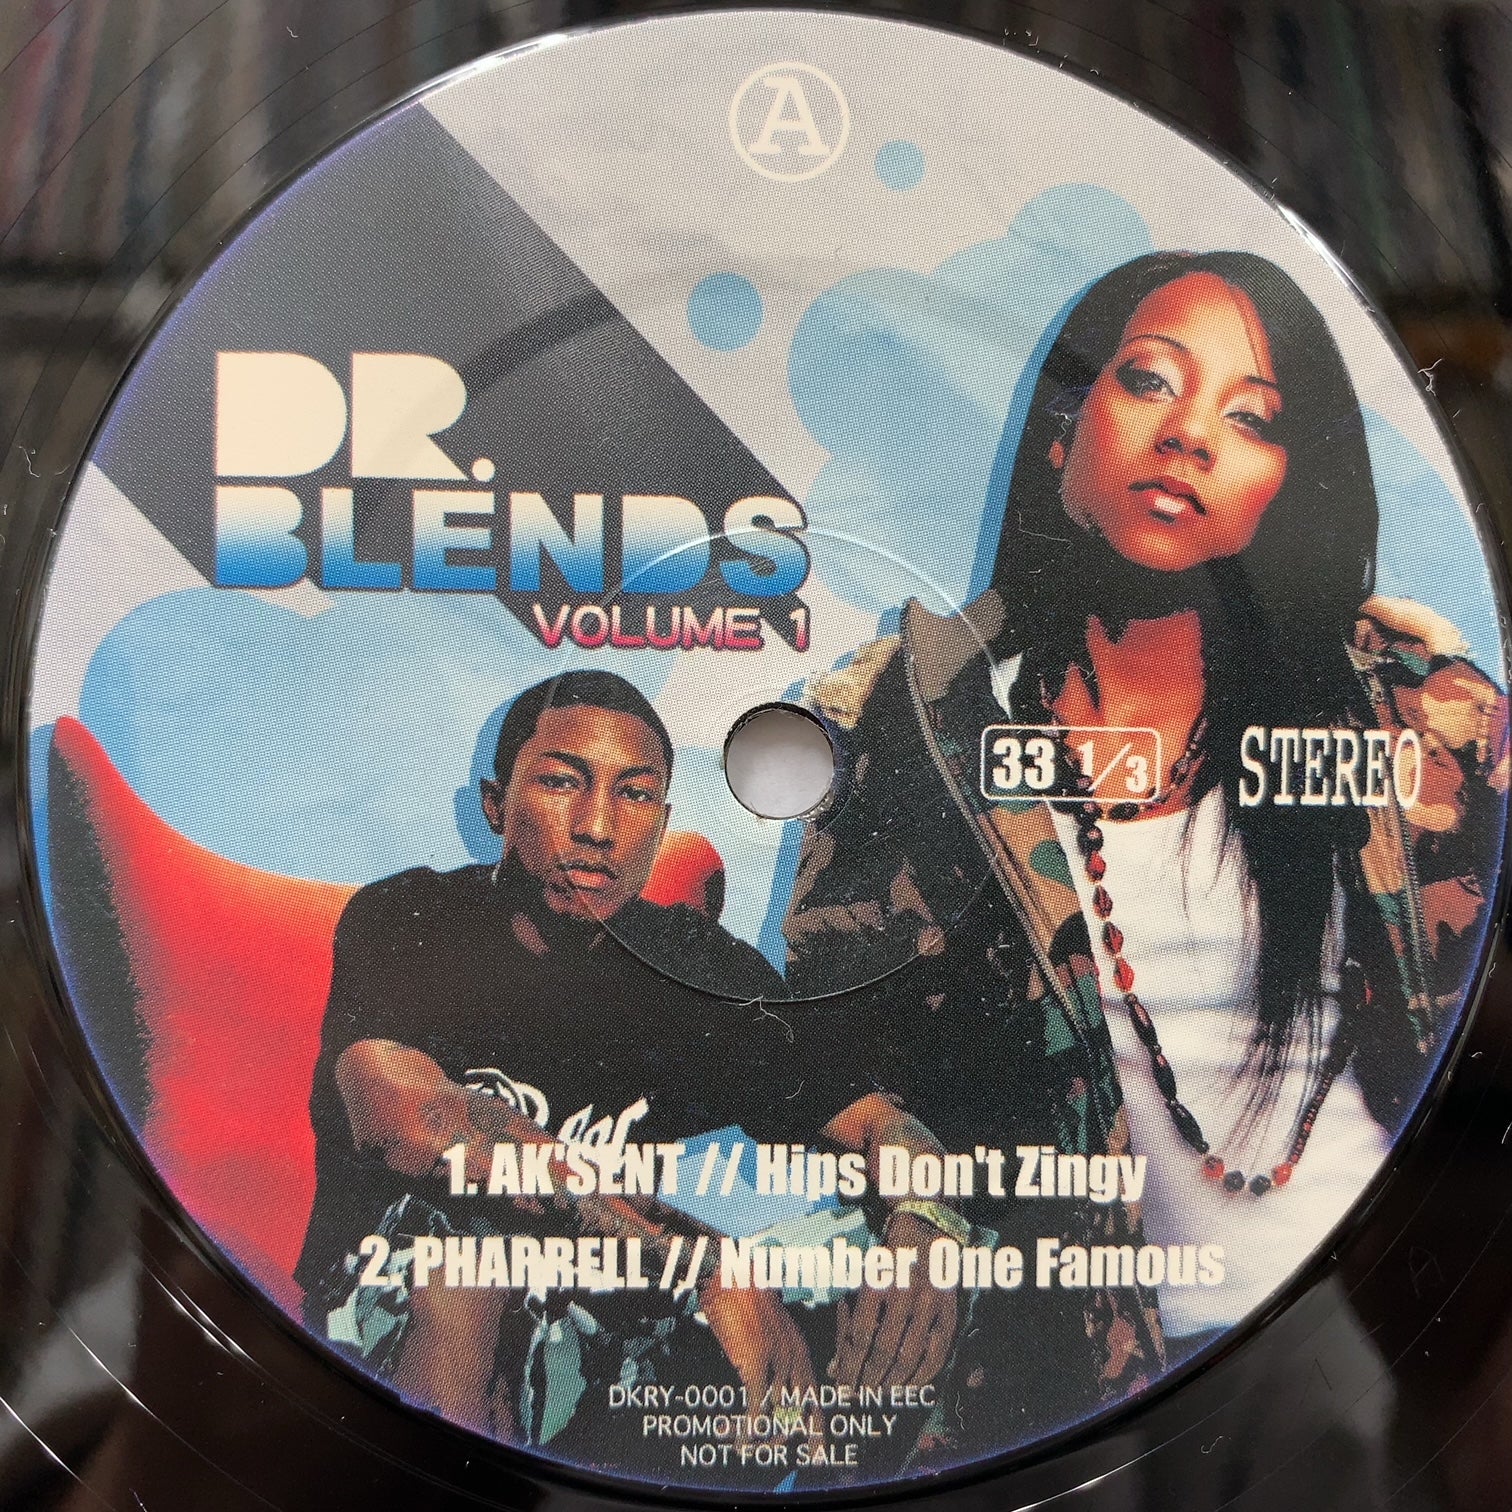 A
DR.
BLENDS
VOLUME 1
33 1/3
STEREO
1. AK'SENT // Hips Don't Zingy
2. PHARRELL // Number One Famous
DKRY-0001 / MADE IN EEC
PROMOTIONAL ONLY
NOT FOR SALE